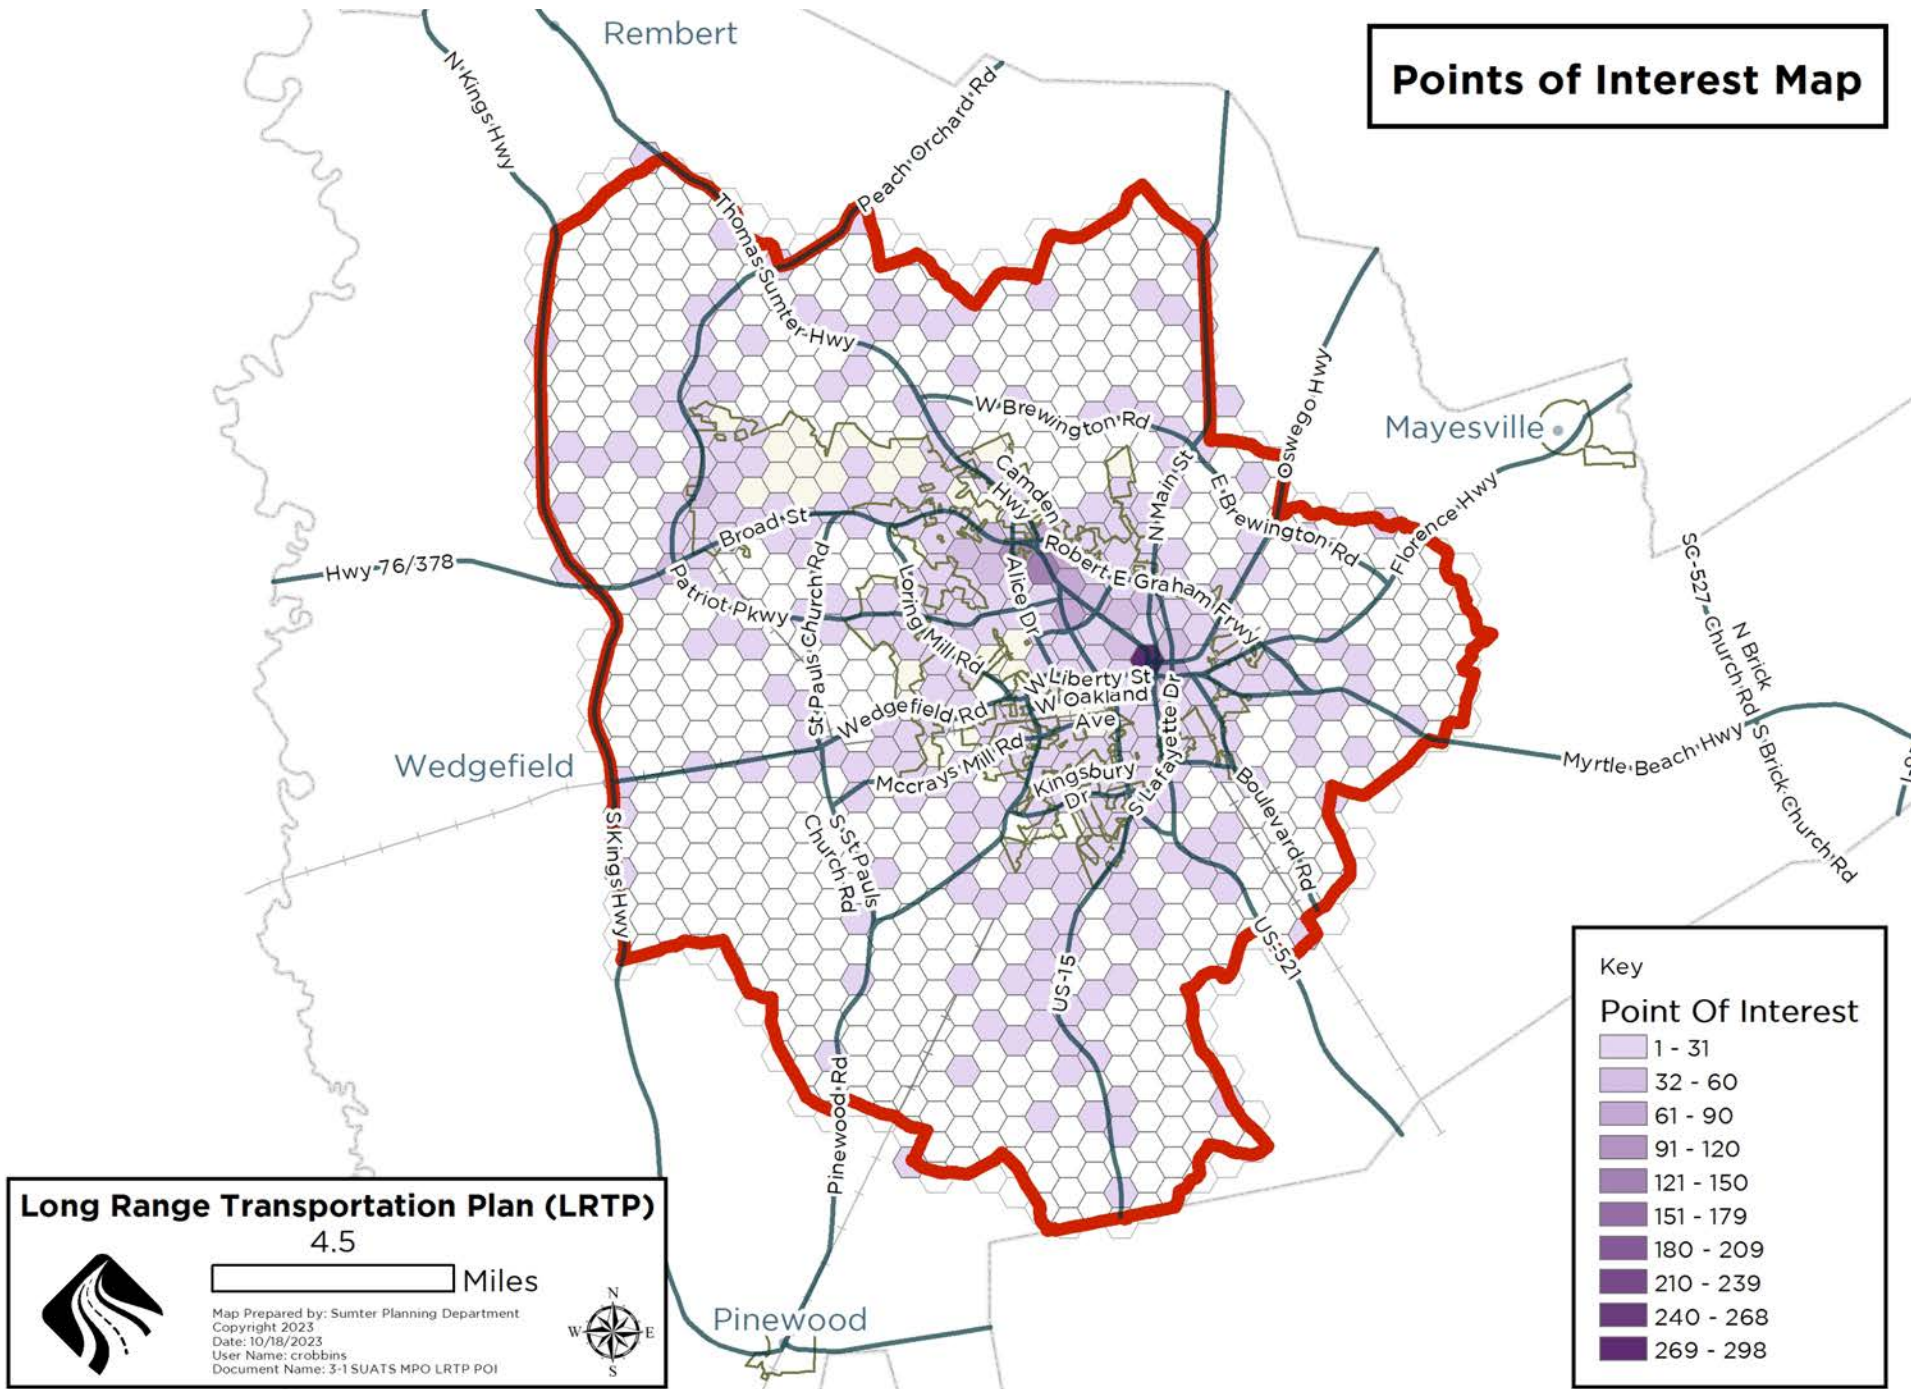 Rembert
Points of Interest Map
N Kings Hwy
Peach Orchard Rd
Thomas Sumter Hwy
W Brewington Rd
Oswego Hwy
Mayesville
Camden
Hwy
N Main St
E Brewington Rd
Florence Hwy
Broad St
Hwy 76/378
Patriot Pkwy
St Pauls Church Rd
Loring Mill Rd
Alice Dr
Robert E Graham Frwy
SC-527
Church Rd
N Brick
W Liberty St
W Oakland
Ave
Wedgefield Rd
Wedgefield
Mccrays Mill Rd
Kingsbury
Dr
S Lafayette Dr
Boulevard Rd
Myrtle Beach Hwy
S Brick Church Rd
S Kings Hwy
S St Pauls
Church Rd
US-15
US-521
Pinewood Rd
Pinewood
Key
Point Of Interest
1 - 31
32 - 60
61 - 90
91 - 120
121 - 150
151 - 179
180 - 209
210 - 239
240 - 268
269 - 298
Long Range Transportation Plan (LRTP)
4.5
Miles
Map Prepared by: Sumter Planning Department
Copyright 2023
Date: 10/18/2023
User Name: crobbins
Document Name: 3-1 SUATS MPO LRTP POI
N
W
E
S